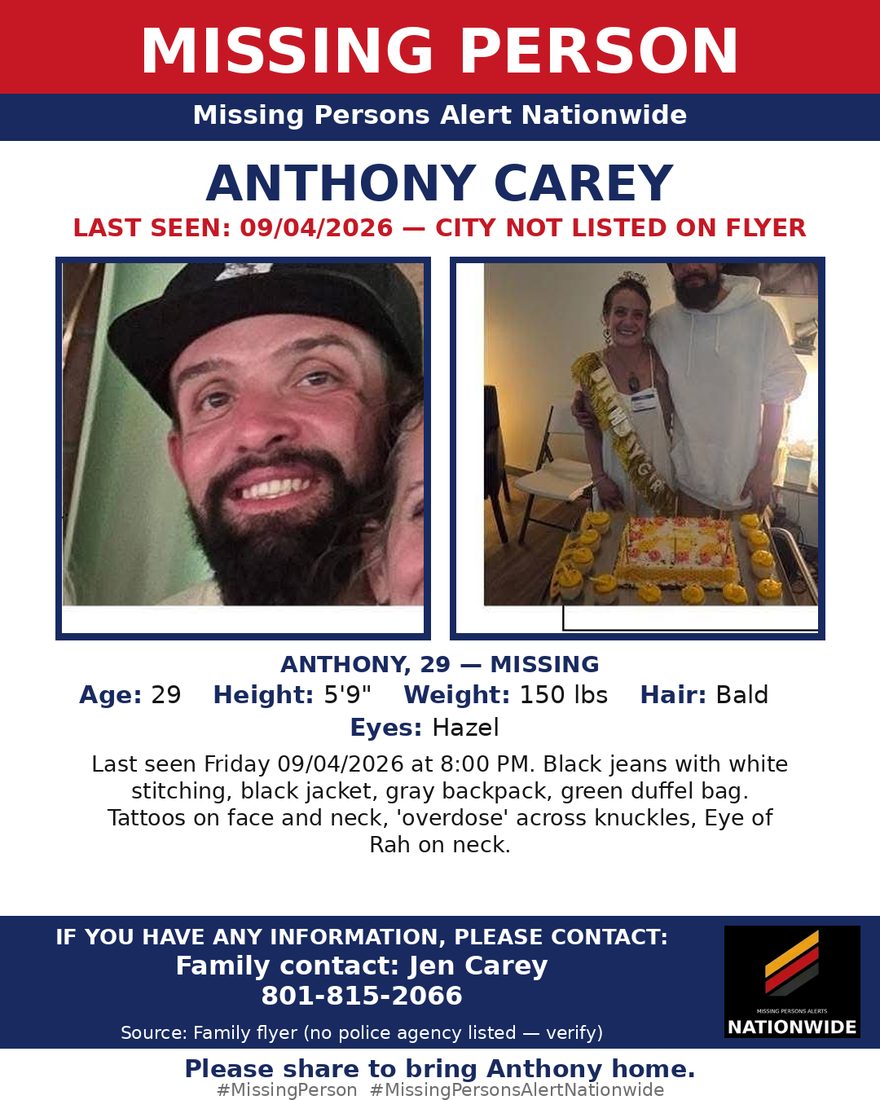 MISSING PERSON
Missing Persons Alert Nationwide
ANTHONY CAREY
LAST SEEN: 09/04/2026 — CITY NOT LISTED ON FLYER
ANTHONY, 29 — MISSING
Age: 29 Height: 5'9" Weight: 150 lbs Hair: Bald
Eyes: Hazel
Last seen Friday 09/04/2026 at 8:00 PM. Black jeans with white
stitching, black jacket, gray backpack, green duffel bag.
Tattoos on face and neck, 'overdose' across knuckles, Eye of
Rah on neck.
IF YOU HAVE ANY INFORMATION, PLEASE CONTACT:
Family contact: Jen Carey
801-815-2066
Source: Family flyer (no police agency listed — verify)
MISSING PERSONS ALERTS
NATIONWIDE
Please share to bring Anthony home.
#MissingPerson #MissingPersonsAlertNationwide